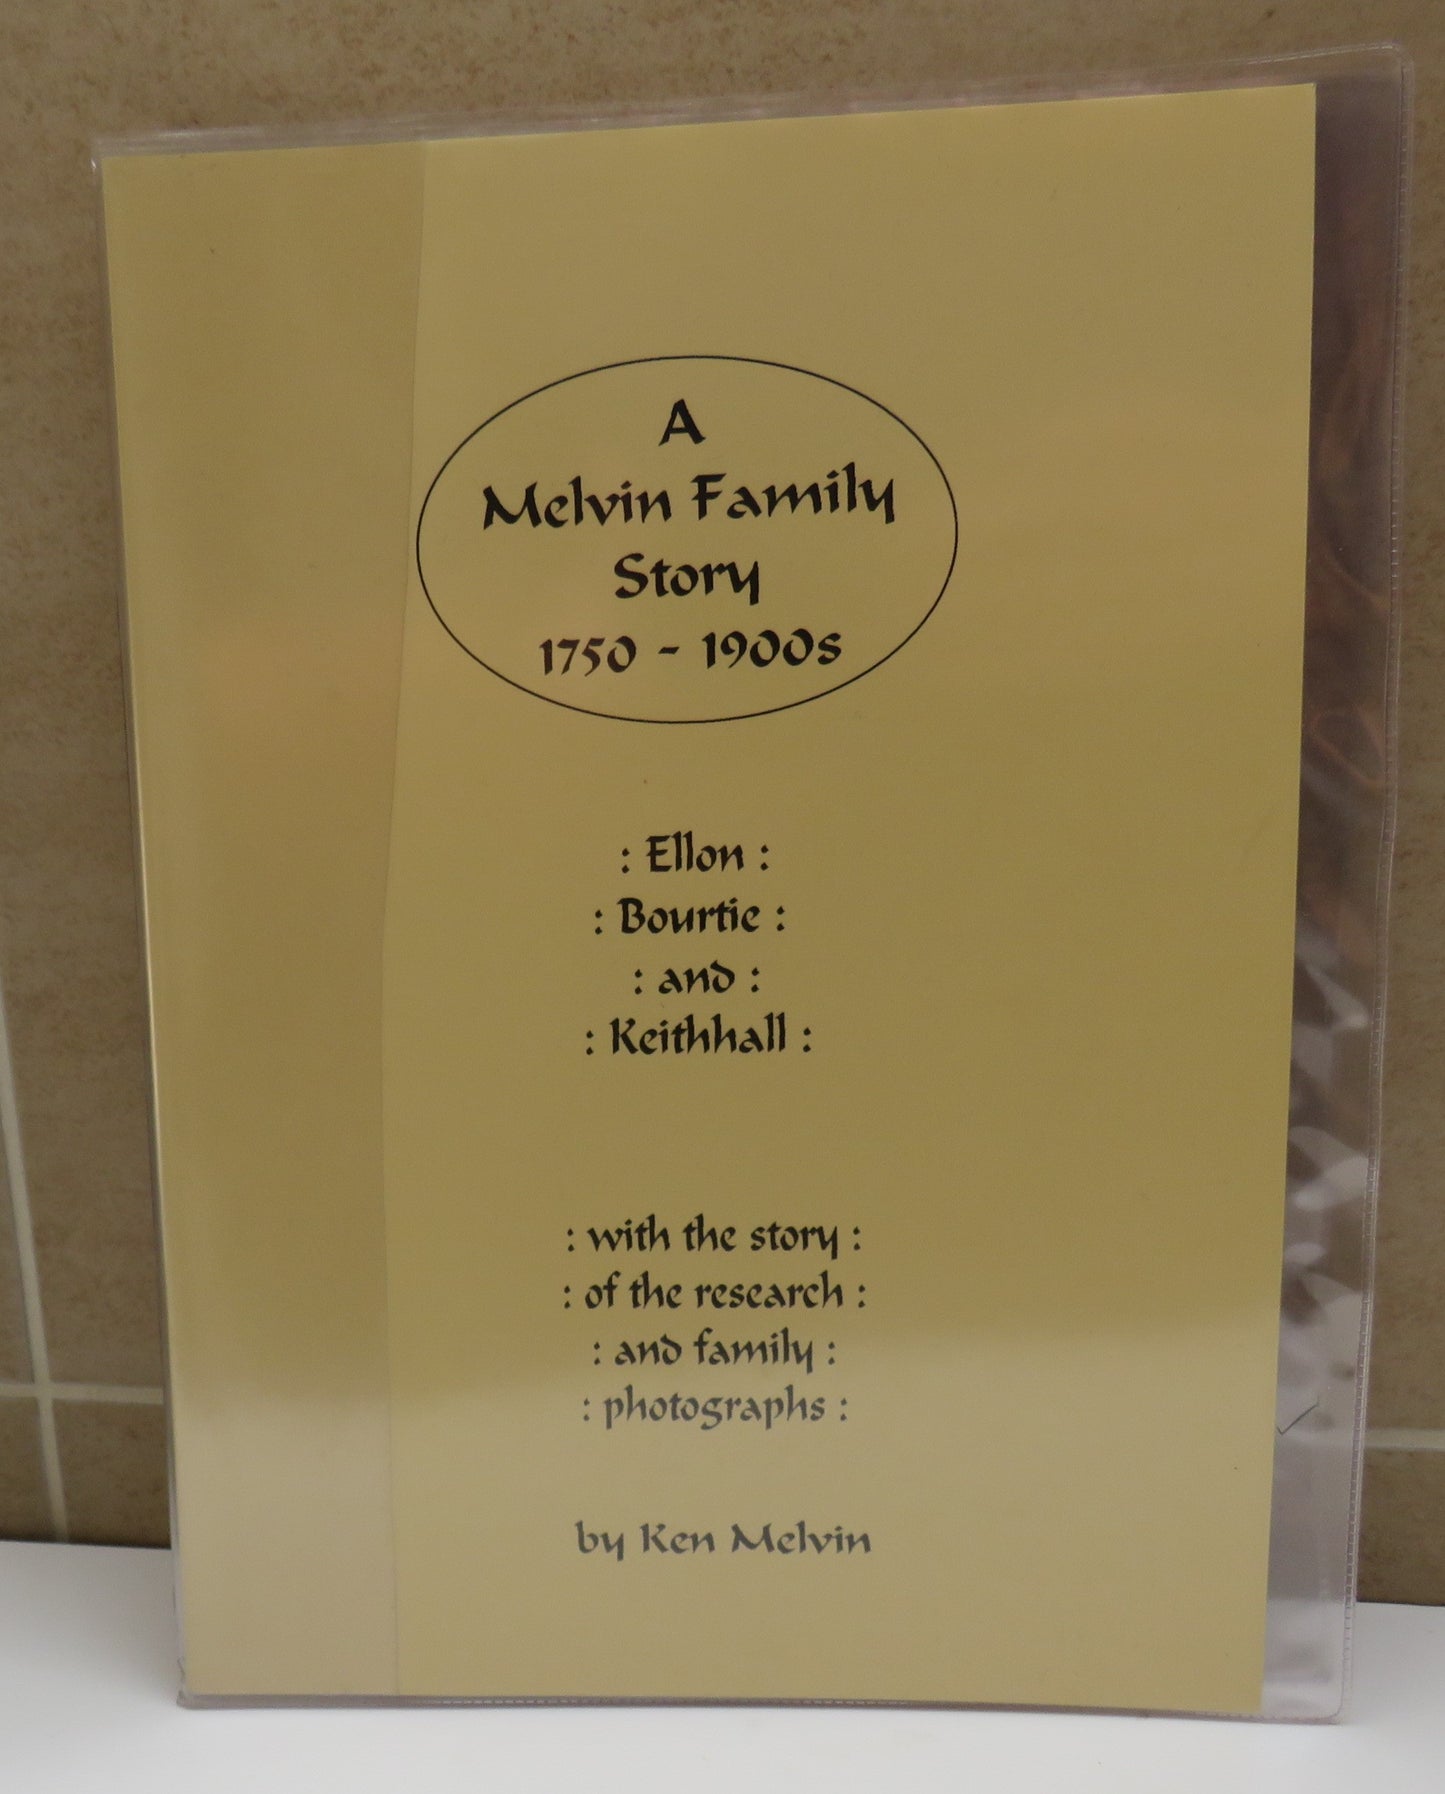 A
Melvin Family
Story
1750 - 1900s
: Ellon :
: Bourtie :
: and :
: Keithhall :
: with the story :
: of the research :
: and family :
: photographs :
by Ken Melvin